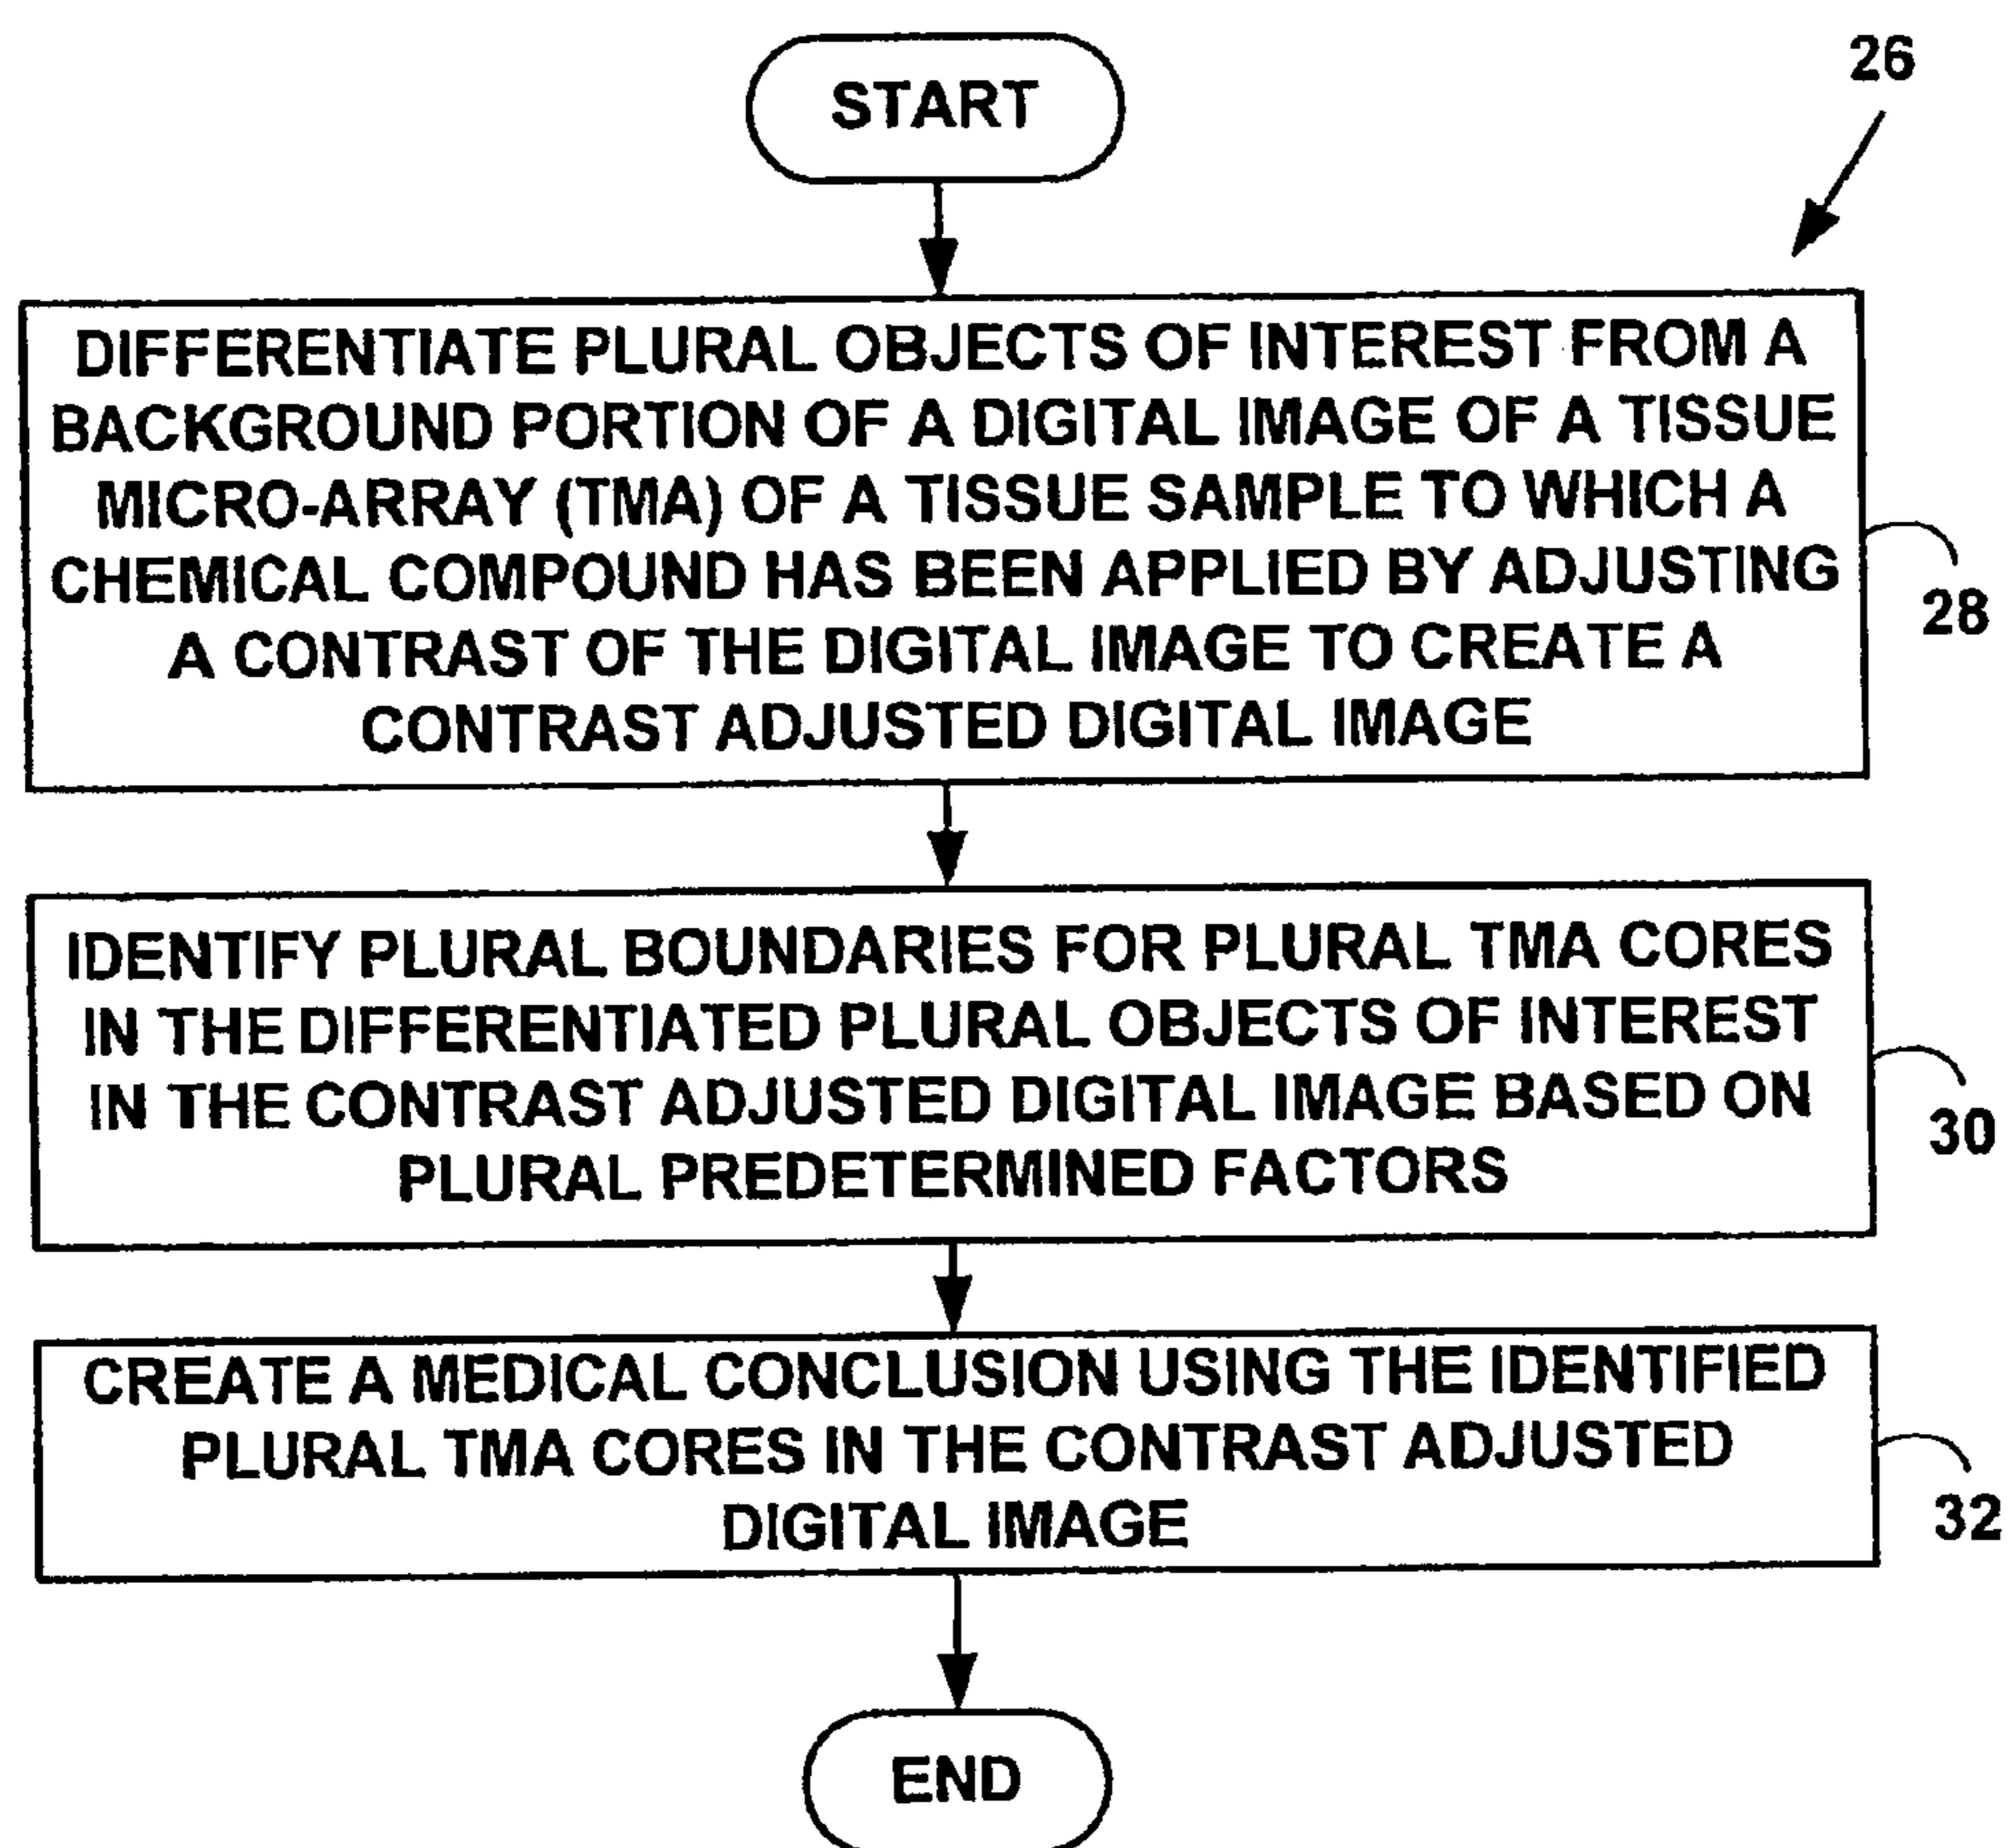 START
26
DIFFERENTIATE PLURAL OBJECTS OF INTEREST FROM A
BACKGROUND PORTION OF A DIGITAL IMAGE OF A TISSUE
MICRO-ARRAY (TMA) OF A TISSUE SAMPLE TO WHICH A
CHEMICAL COMPOUND HAS BEEN APPLIED BY ADJUSTING
A CONTRAST OF THE DIGITAL IMAGE TO CREATE A
CONTRAST ADJUSTED DIGITAL IMAGE
28
IDENTIFY PLURAL BOUNDARIES FOR PLURAL TMA CORES
IN THE DIFFERENTIATED PLURAL OBJECTS OF INTEREST
IN THE CONTRAST ADJUSTED DIGITAL IMAGE BASED ON
PLURAL PREDETERMINED FACTORS
30
CREATE A MEDICAL CONCLUSION USING THE IDENTIFIED
PLURAL TMA CORES IN THE CONTRAST ADJUSTED
DIGITAL IMAGE
32
END